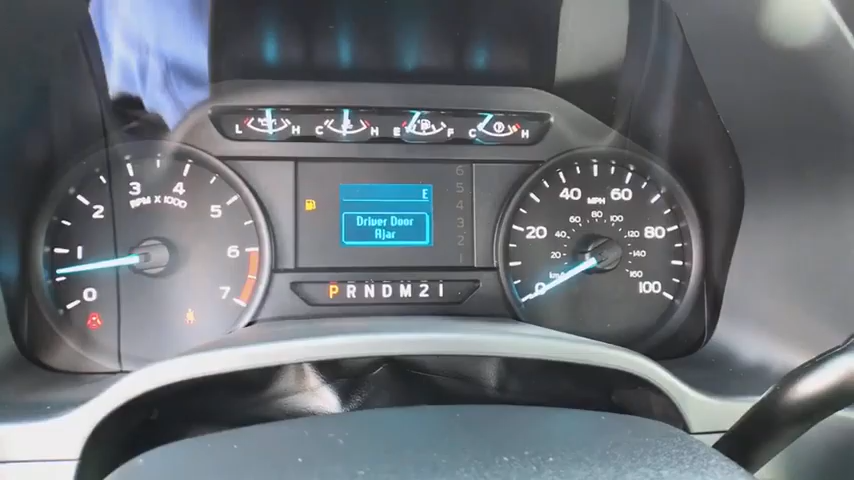 L H C H E F C P H
0 1 2 3 4 5 6 7
RPM X 1000
E
Driver Door
Ajar
6
5
4
3
2
1
P R N D M 2 1
0 20 40 60 80 100
MPH
km/h
20 40 60 80 100 120 140 160